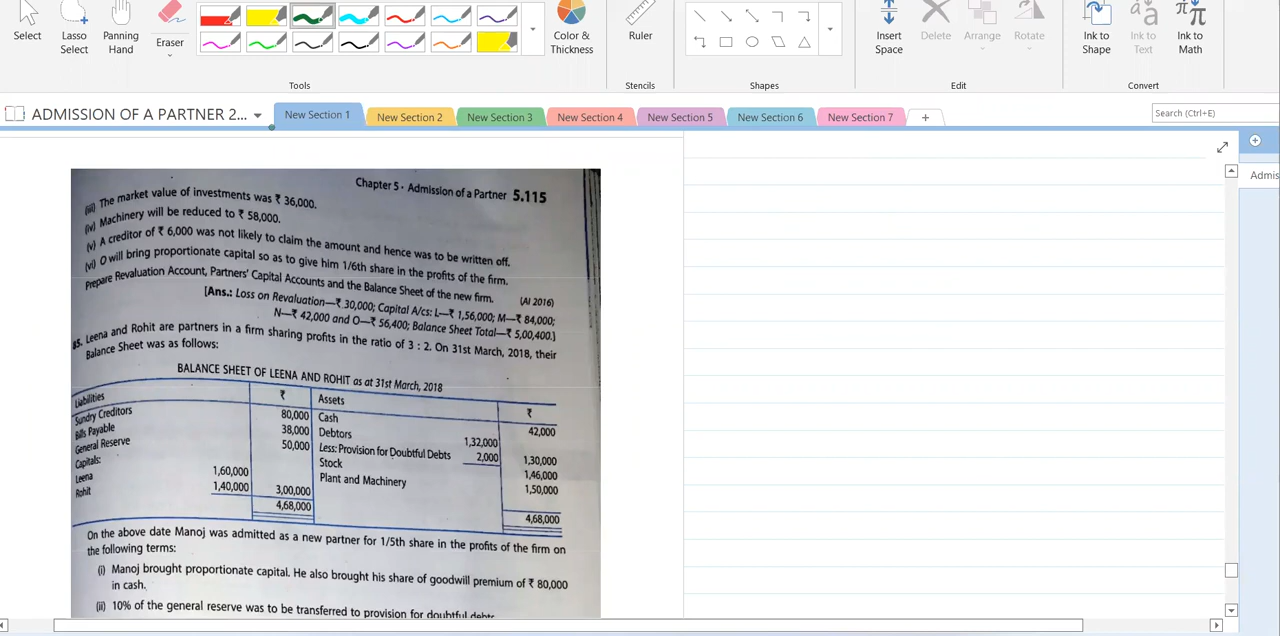 Select
Lasso
Select
Panning
Hand
Eraser
Color &
Thickness
Ruler
Insert
Space
Delete
Arrange
Rotate
Ink to
Shape
Ink to
Text
Ink to
Math
Tools
Stencils
Shapes
Edit
Convert
ADMISSION OF A PARTNER 2...
New Section 1
New Section 2
New Section 3
New Section 4
New Section 5
New Section 6
New Section 7
+
Search (Ctrl+E)
Admis
Chapter 5 · Admission of a Partner 5.115
(iii) The market value of investments was ₹ 36,000.
(iv) Machinery will be reduced to ₹ 58,000.
(v) A creditor of ₹ 6,000 was not likely to claim the amount and hence was to be written off.
(vi) O will bring proportionate capital so as to give him 1/6th share in the profits of the firm.
Prepare Revaluation Account, Partners' Capital Accounts and the Balance Sheet of the new firm. (AI 2016)
[Ans.: Loss on Revaluation—₹ 30,000; Capital A/cs: L—₹ 1,56,000; M—₹ 84,000;
N—₹ 42,000 and O—₹ 56,400; Balance Sheet Total—₹ 5,00,400.]
85. Leena and Rohit are partners in a firm sharing profits in the ratio of 3 : 2. On 31st March, 2018, their
Balance Sheet was as follows:
BALANCE SHEET OF LEENA AND ROHIT as at 31st March, 2018
Liabilities ₹ Assets ₹
Sundry Creditors 80,000 Cash 42,000
Bills Payable 38,000 Debtors 1,32,000
General Reserve 50,000 Less: Provision for Doubtful Debts 2,000 1,30,000
Capitals: Stock 1,46,000
Leena 1,60,000 Plant and Machinery 1,50,000
Rohit 1,40,000 3,00,000
4,68,000 4,68,000
On the above date Manoj was admitted as a new partner for 1/5th share in the profits of the firm on
the following terms:
(i) Manoj brought proportionate capital. He also brought his share of goodwill premium of ₹ 80,000
in cash.
(ii) 10% of the general reserve was to be transferred to provision for doubtful debts.